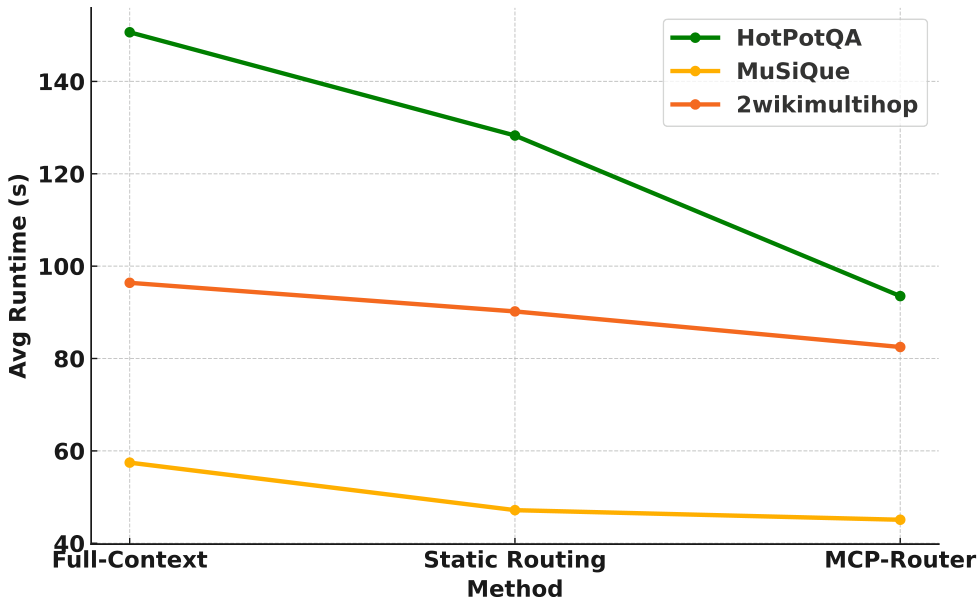 HotPotQA
MuSiQue
2wikimultihop
140
120
100
80
60
40
Avg Runtime (s)
Full-Context Static Routing MCP-Router
Method